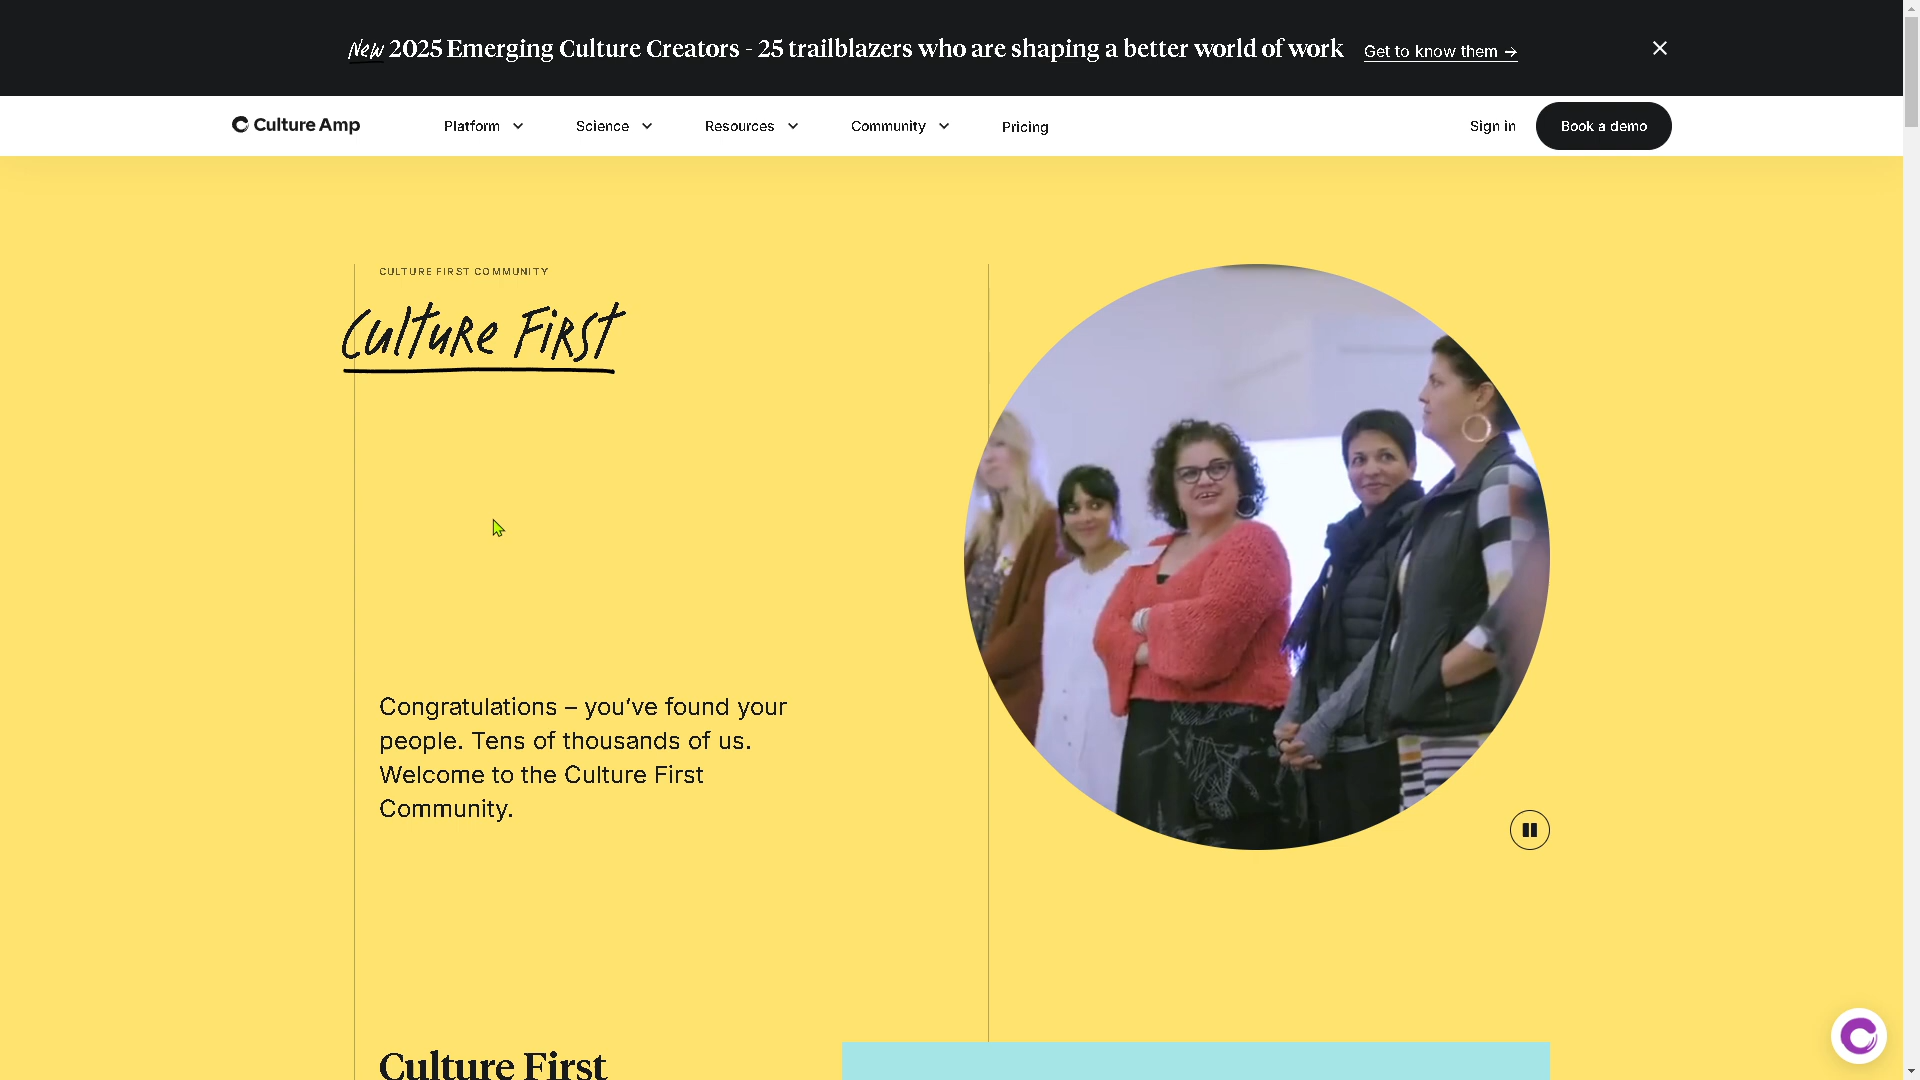 New 2025 Emerging Culture Creators - 25 trailblazers who are shaping a better world of work Get to know them →
Culture Amp Platform Science Resources Community Pricing Sign in Book a demo
CULTURE FIRST COMMUNITY
Culture First
Congratulations – you’ve found your
people. Tens of thousands of us.
Welcome to the Culture First
Community.
Culture First